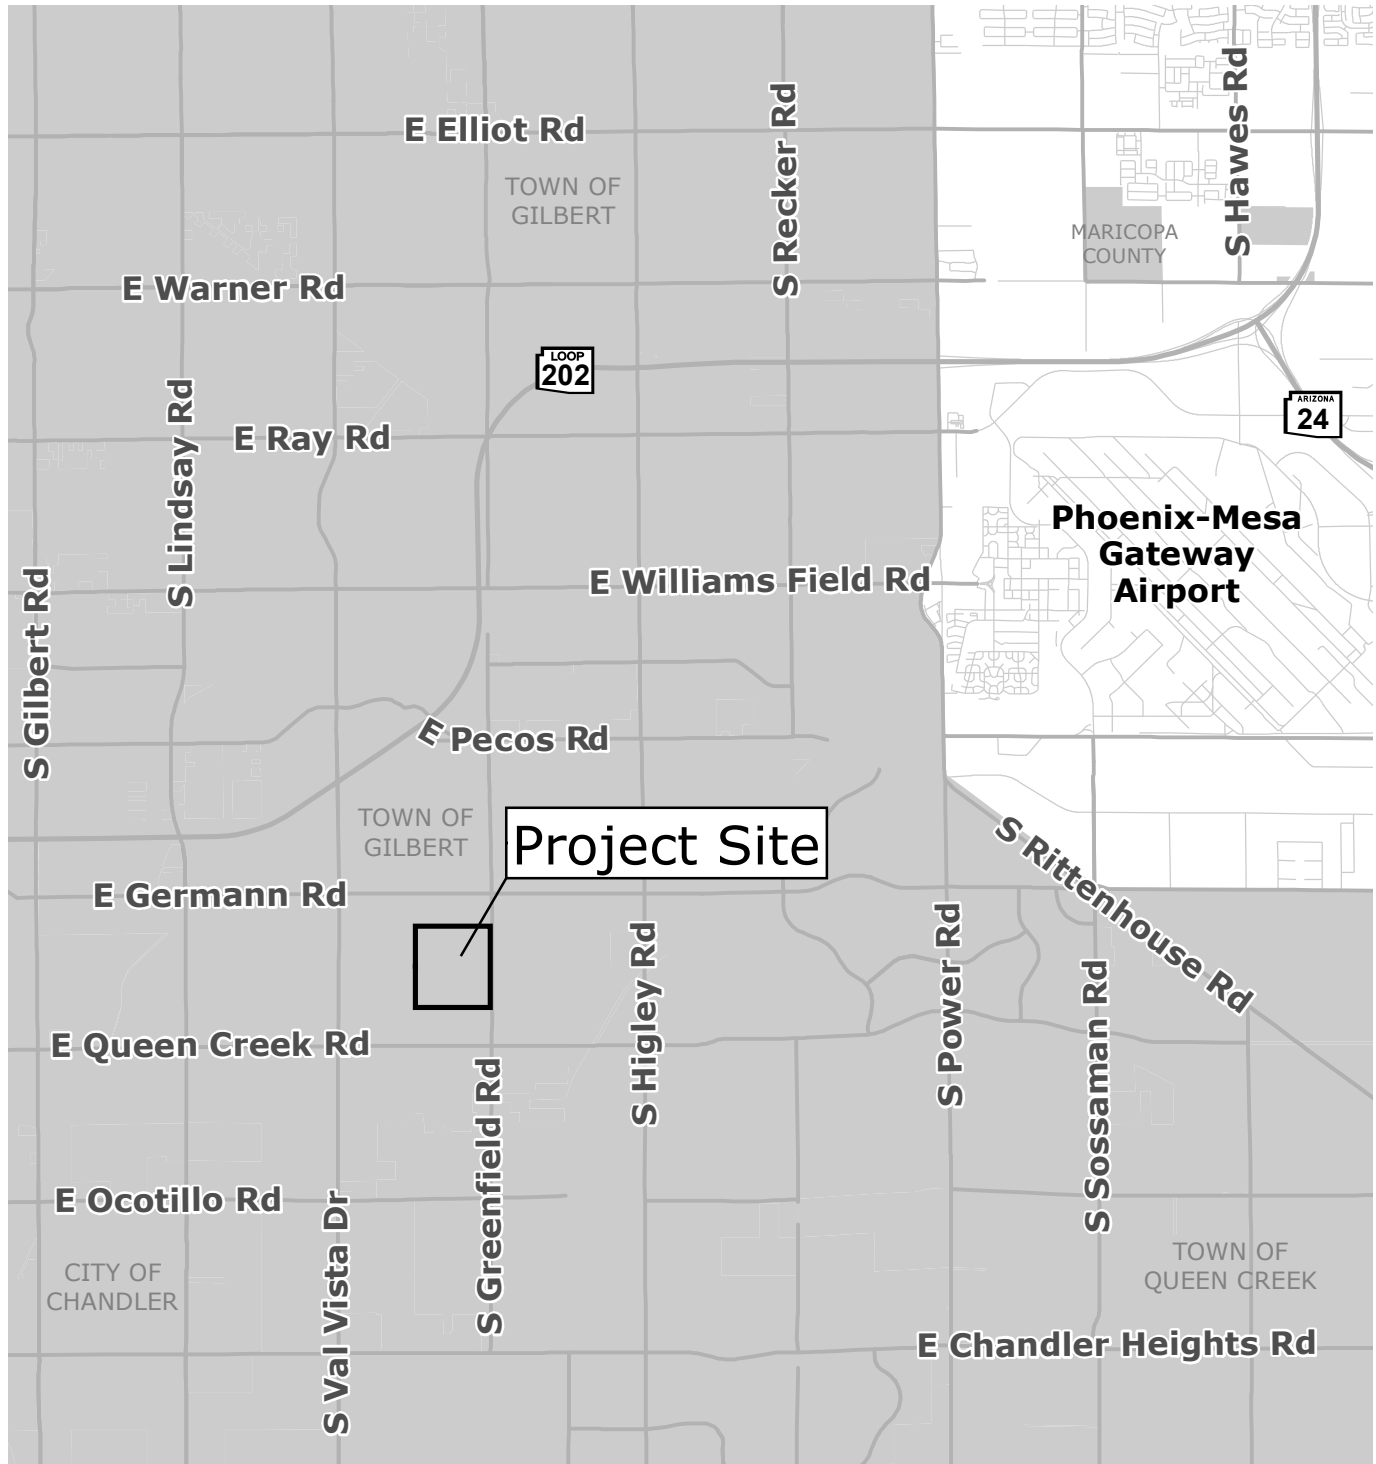 E Elliot Rd
S Recker Rd
S Hawes Rd
TOWN OF
GILBERT
MARICOPA
COUNTY
E Warner Rd
LOOP
202
S Lindsay Rd
E Ray Rd
ARIZONA
24
Phoenix-Mesa
Gateway
Airport
S Gilbert Rd
E Williams Field Rd
E Pecos Rd
TOWN OF
GILBERT
Project Site
S Rittenhouse Rd
E Germann Rd
S Higley Rd
S Power Rd
S Sossaman Rd
E Queen Creek Rd
S Greenfield Rd
E Ocotillo Rd
S Val Vista Dr
CITY OF
CHANDLER
TOWN OF
QUEEN CREEK
E Chandler Heights Rd